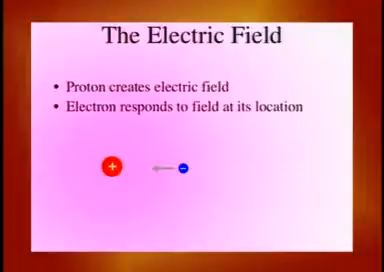 The Electric Field
• Proton creates electric field
• Electron responds to field at its location
+
−